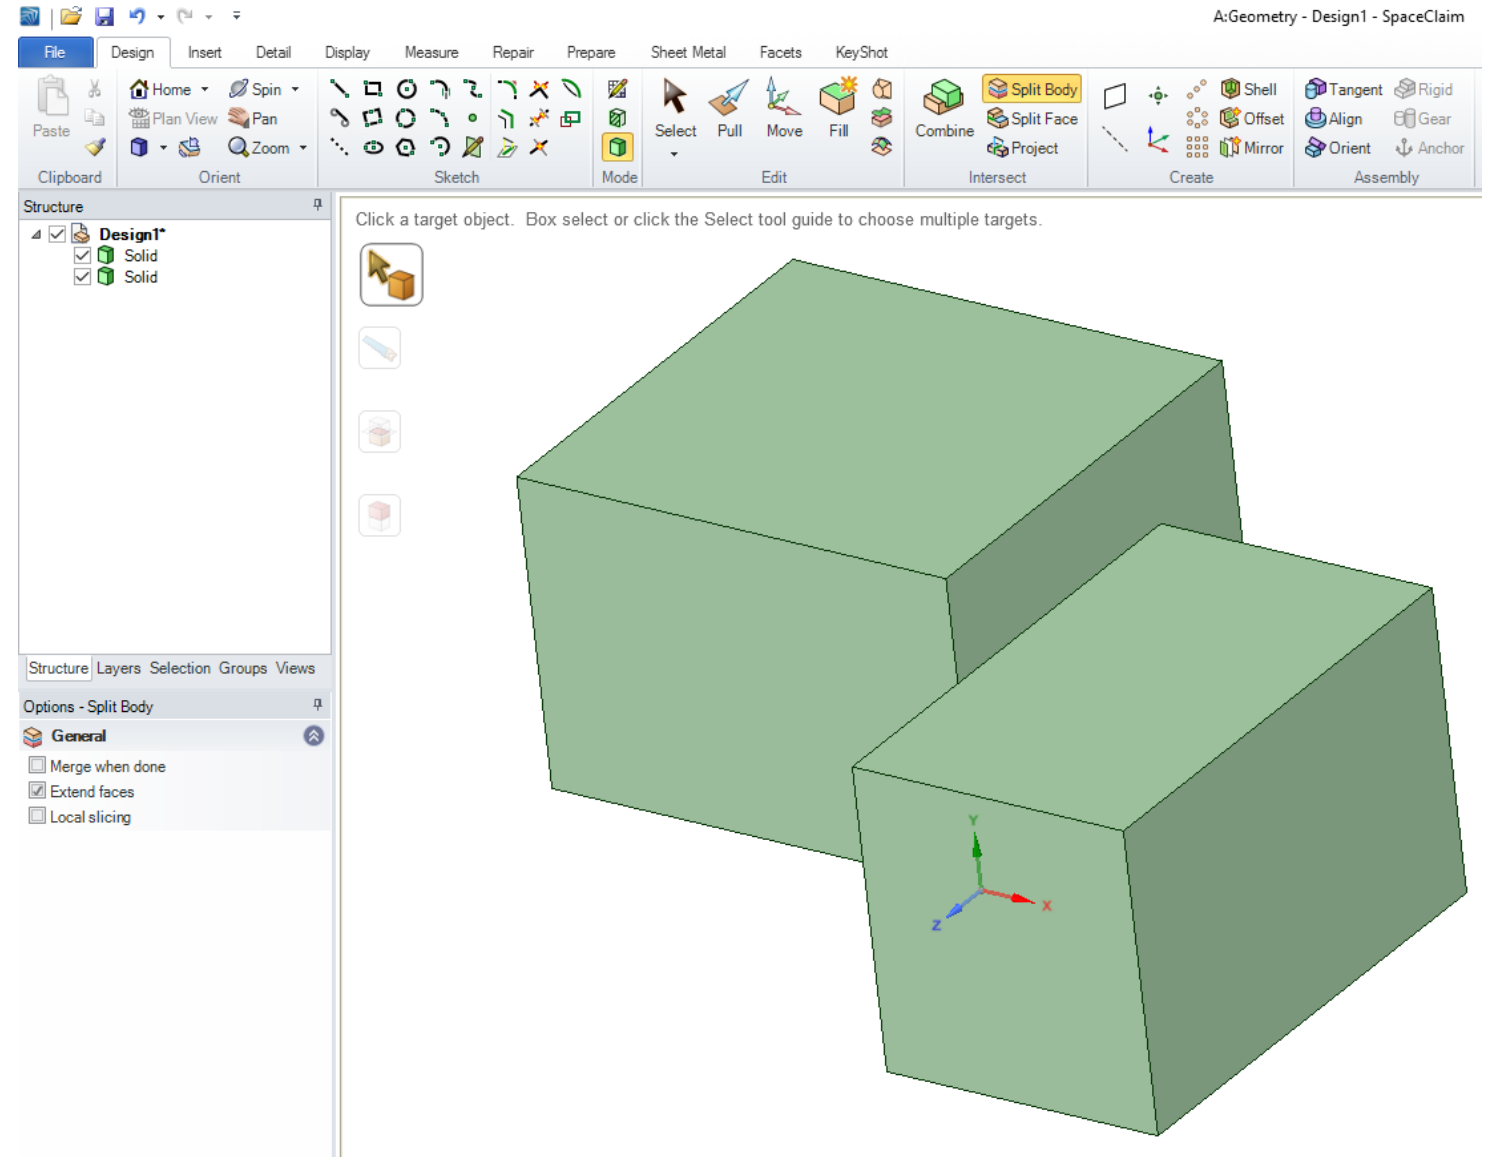 A:Geometry - Design1 - SpaceClaim
File Design Insert Detail Display Measure Repair Prepare Sheet Metal Facets KeyShot
Paste
Clipboard
Home Spin
Plan View Pan
Zoom
Orient
Sketch
Mode
Select Pull Move Fill
Edit
Combine
Split Body
Split Face
Project
Intersect
Shell
Offset
Mirror
Create
Tangent Rigid
Align Gear
Orient Anchor
Assembly
Structure
Design1*
Solid
Solid
Structure Layers Selection Groups Views
Options - Split Body
General
Merge when done
Extend faces
Local slicing
Click a target object. Box select or click the Select tool guide to choose multiple targets.
Y
X
Z